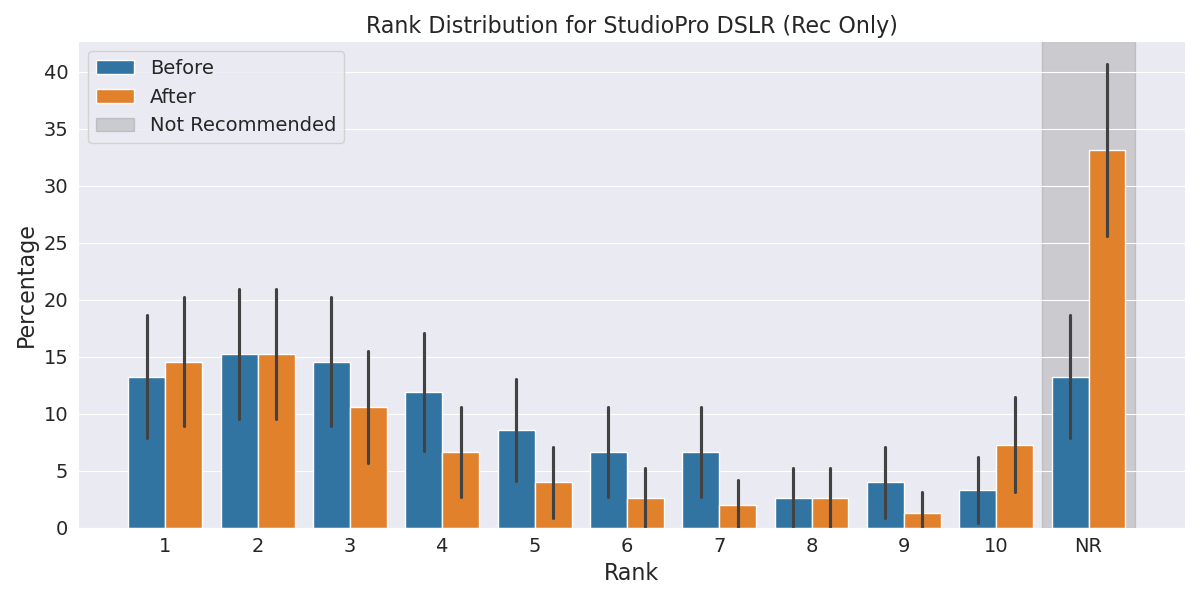 Rank Distribution for StudioPro DSLR (Rec Only)
Before
After
Not Recommended
Percentage
40
35
30
25
20
15
10
5
0
1 2 3 4 5 6 7 8 9 10 NR
Rank